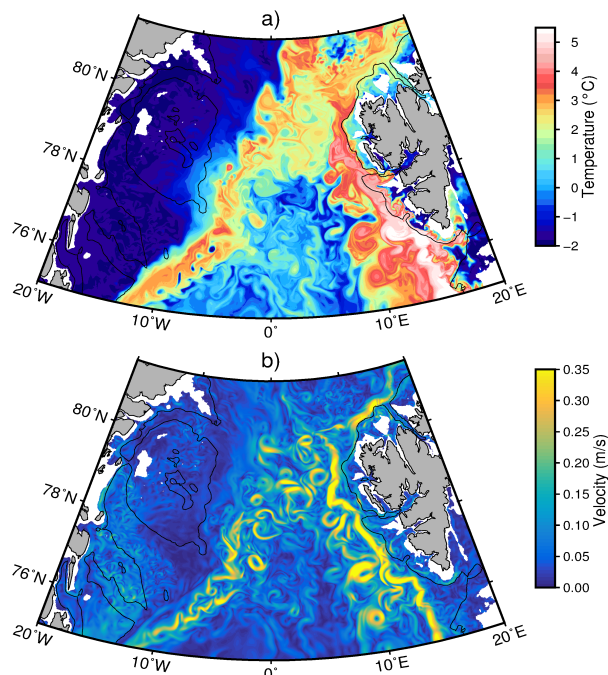 a)
80°N
78°N
76°N
20°W
10°W
0°
10°E
20°E
5
4
3
2
1
0
−1
−2
Temperature (°C)
b)
80°N
78°N
76°N
20°W
10°W
0°
10°E
20°E
0.35
0.30
0.25
0.20
0.15
0.10
0.05
0.00
Velocity (m/s)